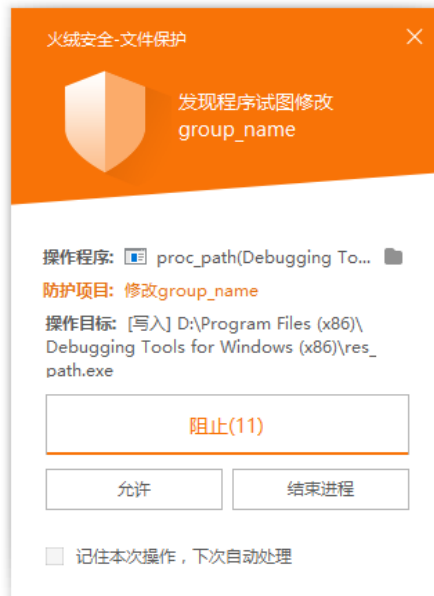 火绒安全-文件保护
发现程序试图修改
group_name
操作程序: proc_path(Debugging To...
防护项目: 修改group_name
操作目标: [写入] D:\Program Files (x86)\
Debugging Tools for Windows (x86)\res_
path.exe
阻止(11)
允许 结束进程
记住本次操作，下次自动处理